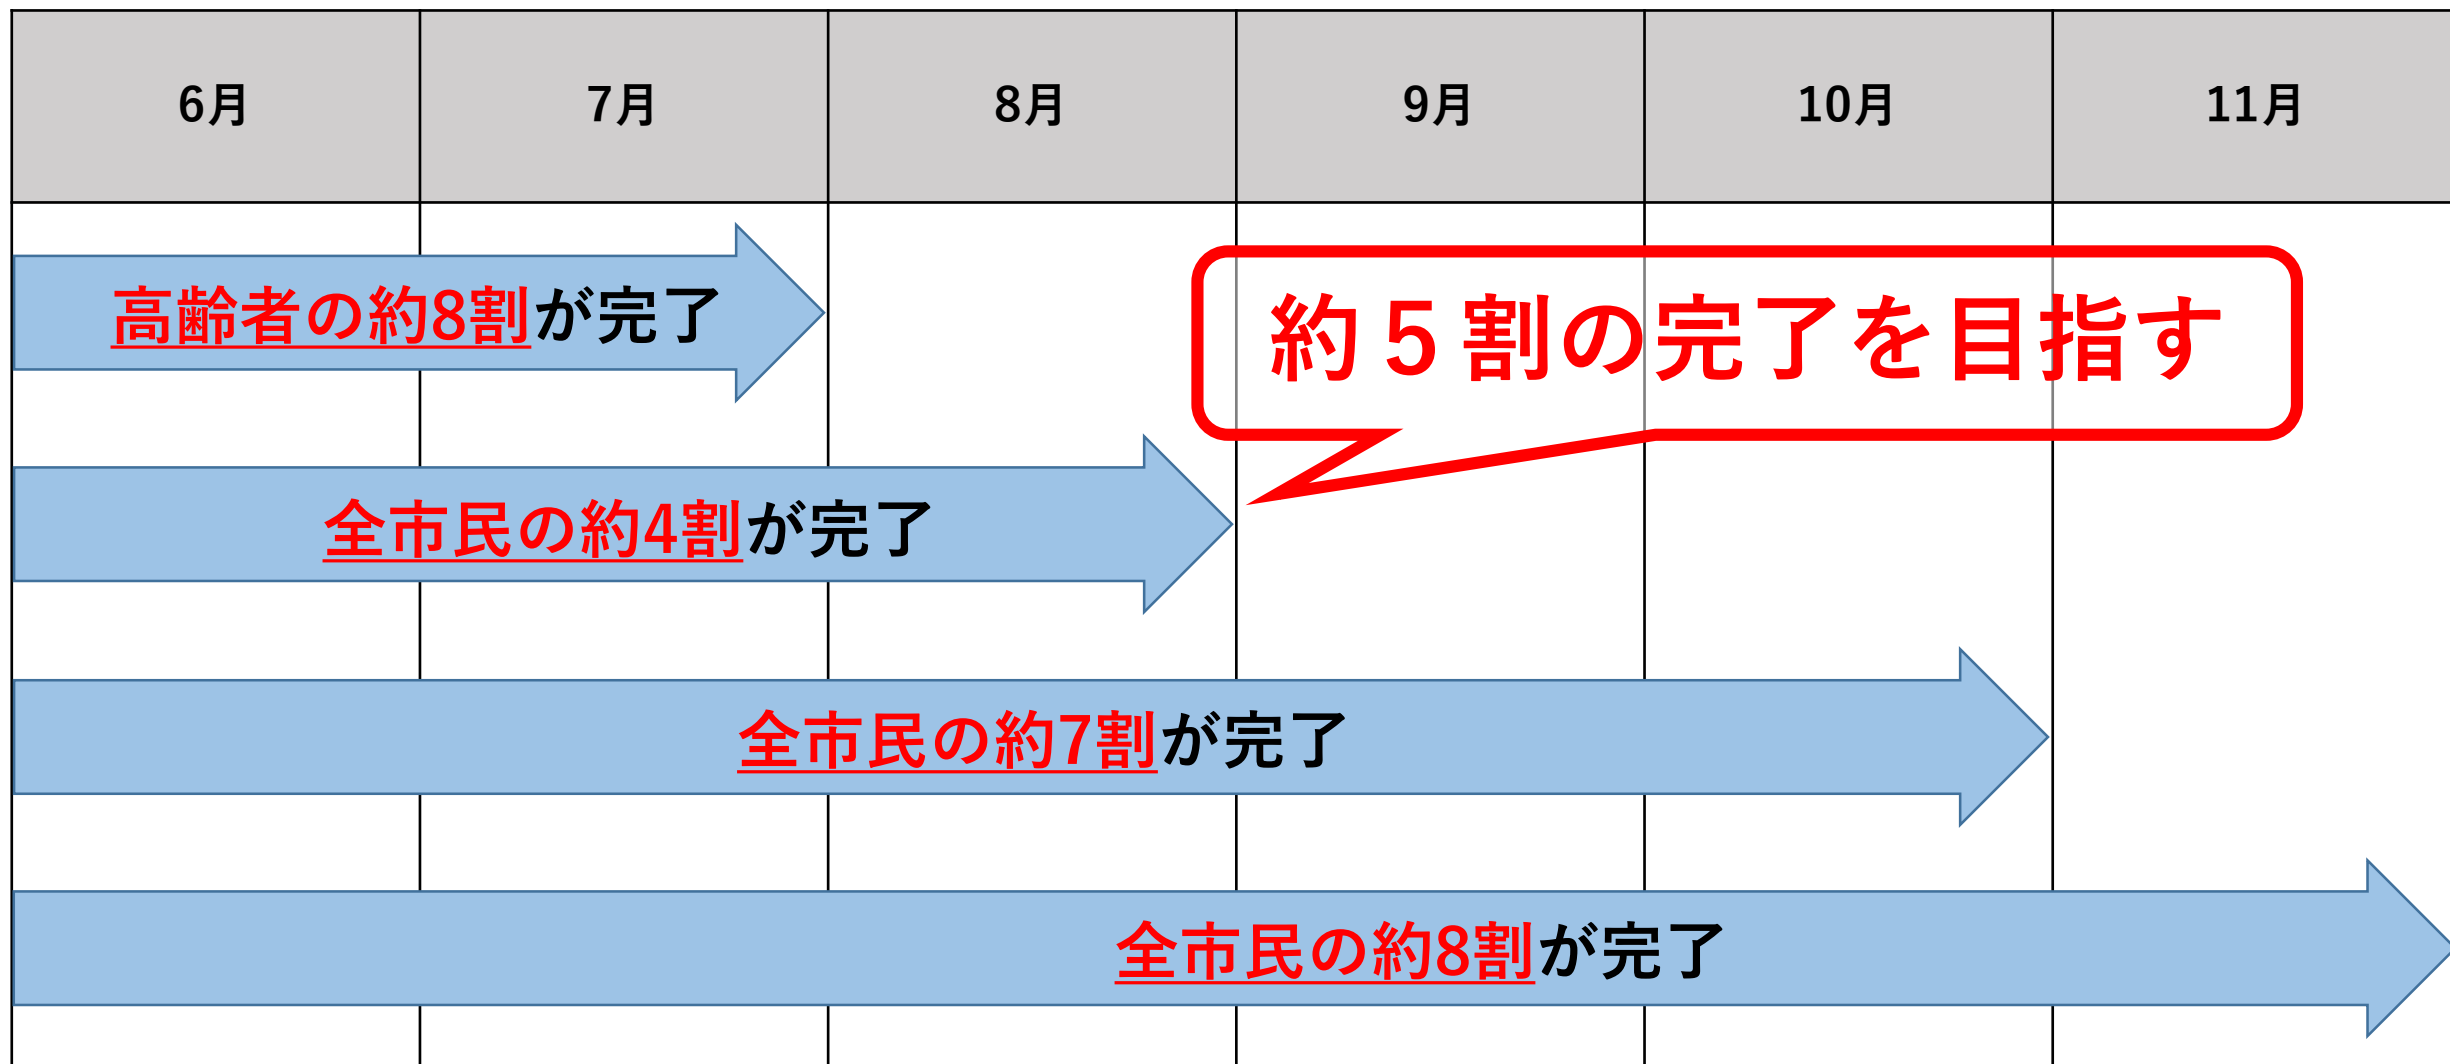 6月 7月 8月 9月 10月 11月
高齢者の約8割が完了
約５割の完了を目指す
全市民の約4割が完了
全市民の約7割が完了
全市民の約8割が完了